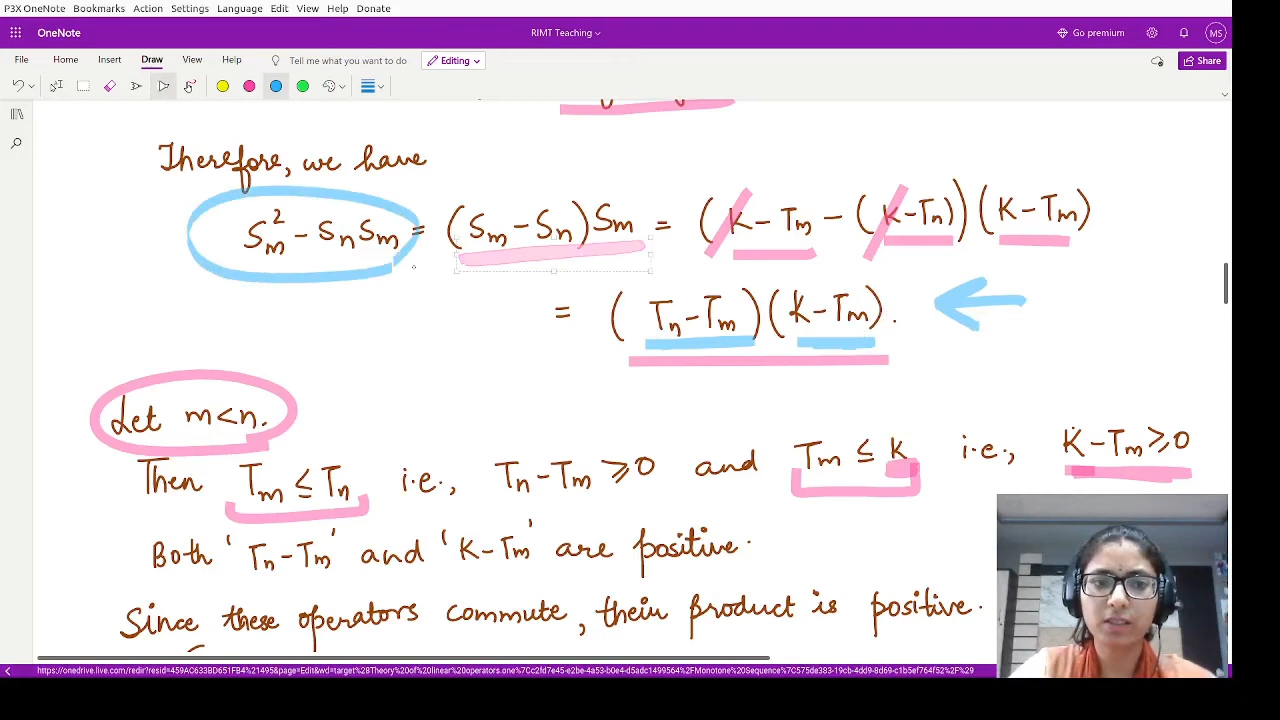 P3X OneNote Bookmarks Action Settings Language Edit View Help Donate
OneNote
RIMT Teaching
Go premium
MS
File Home Insert Draw View Help
Tell me what you want to do
Editing
Share
Therefore, we have
S_m^2 - S_n S_m = (S_m - S_n) S_m = (K - T_m - (K - T_n)) (K - T_m)
= (T_n - T_m) (K - T_m).
Let m < n.
Then T_m ≤ T_n i.e., T_n - T_m ≥ 0 and T_m ≤ K i.e., K - T_m ≥ 0
Both 'T_n - T_m' and 'K - T_m' are positive.
Since these operators commute, their product is positive.